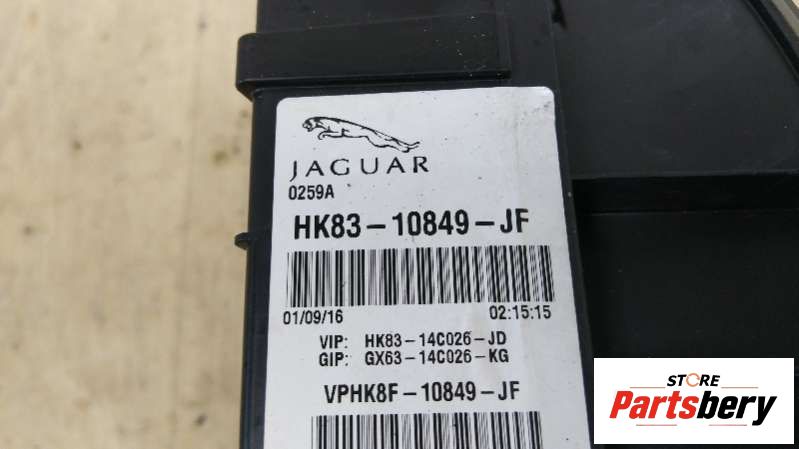 JAGUAR
0259A
HK83-10849-JF
01/09/16 02:15:15
VIP: HK83-14C026-JD
GIP: GX63-14C026-KG
VPHK8F-10849-JF
STORE
Partsbery